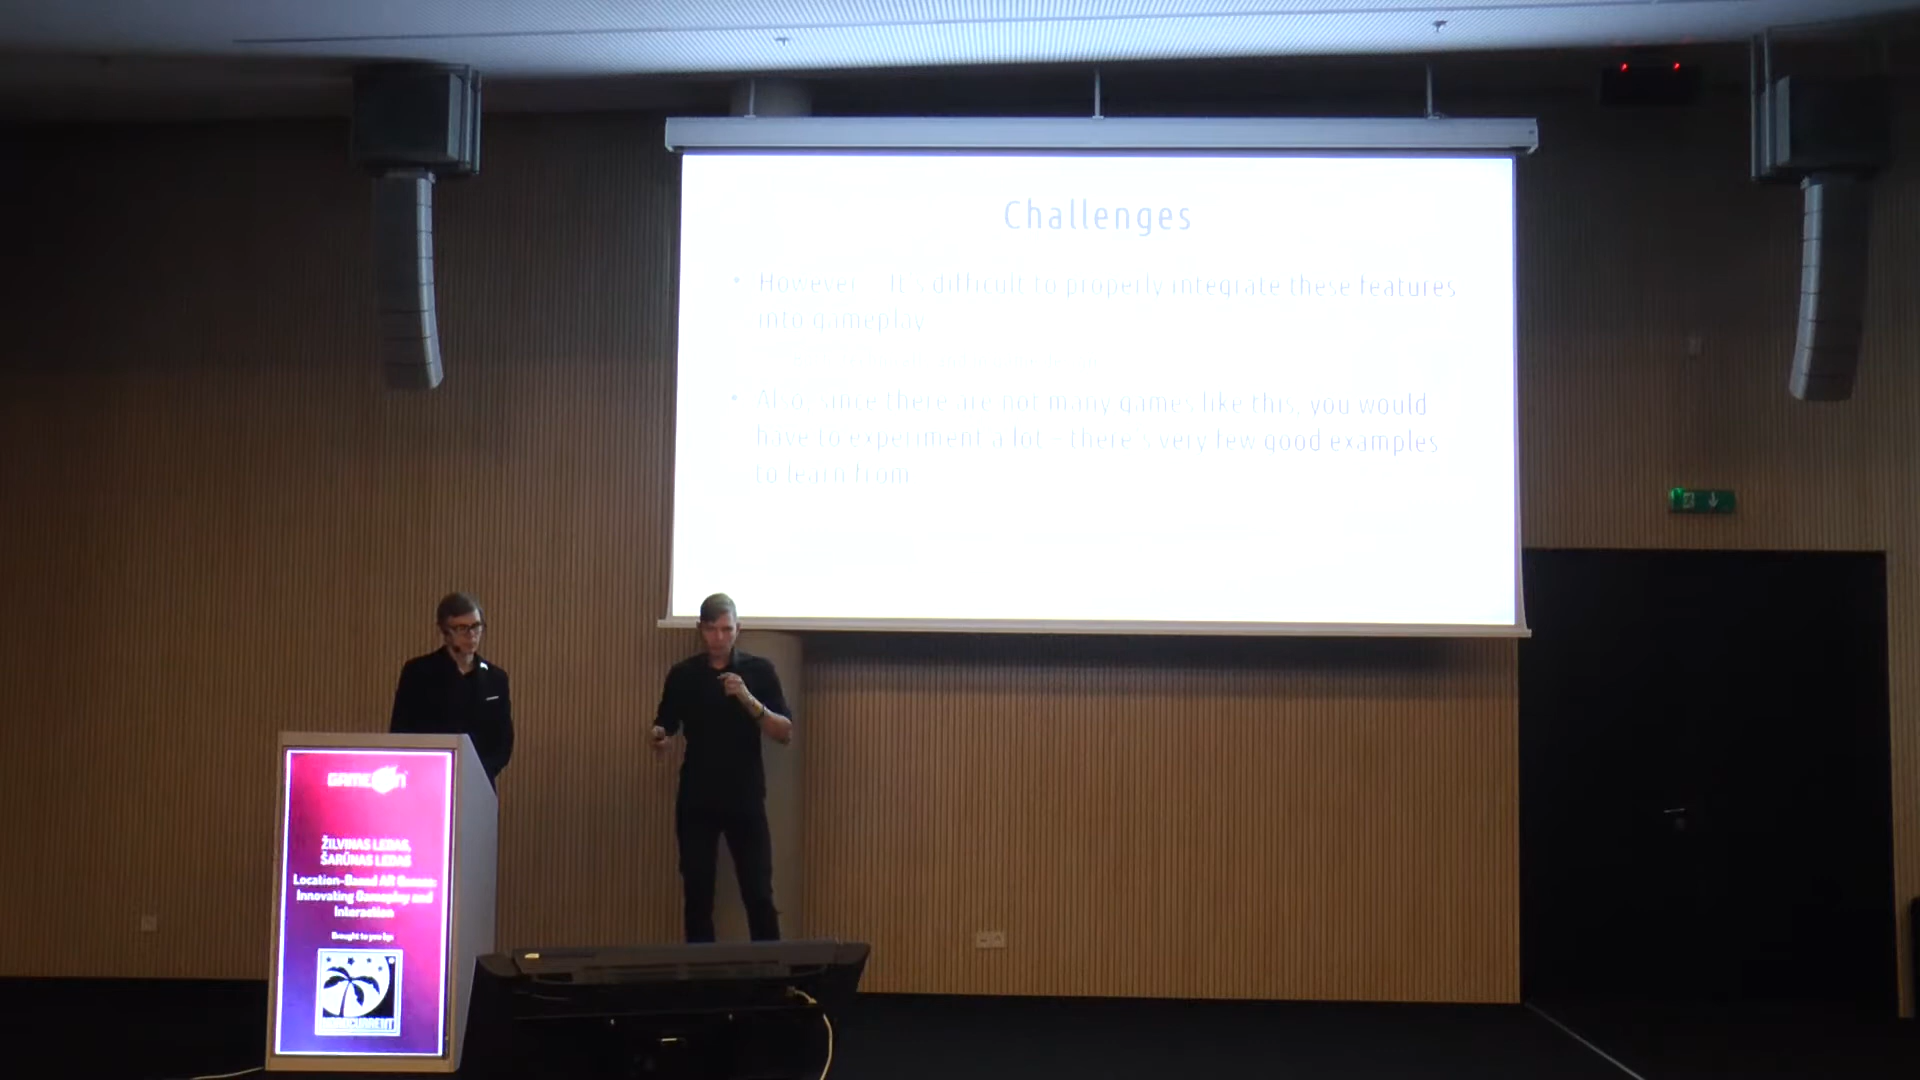 Challenges
• However – It's difficult to properly integrate these features
into gameplay
• Also, since there are not many games like this, you would
have to experiment a lot – there's very few good examples
to learn from
ŽILVINAS LEDAS,
ŠARŪNAS LEDAS
Location-Based AR Games:
Innovating Gameplay and
Interaction
Brought to you by: